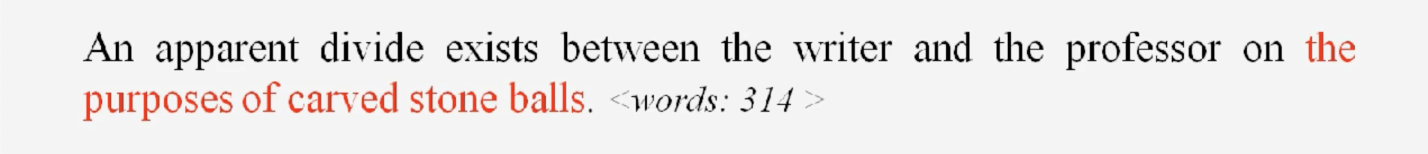 An apparent divide exists between the writer and the professor on the
purposes of carved stone balls. <words: 314 >